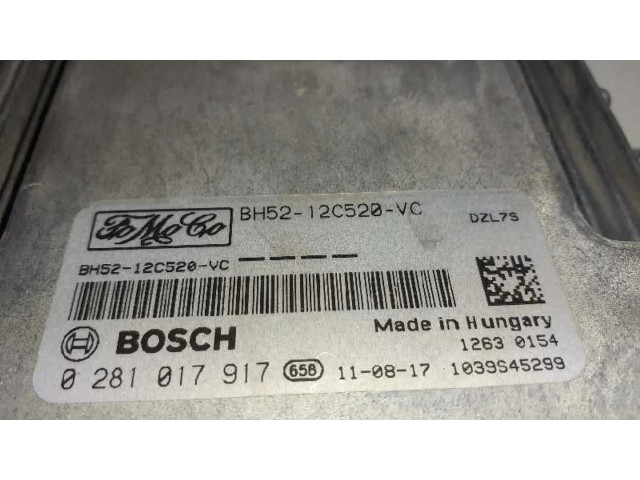 FoMoCo BH52-12C520-VC DZL7S
BH52-12C520-VC
BOSCH Made in Hungary
1263 0154
0 281 017 917 658 11-08-17 1039S45299